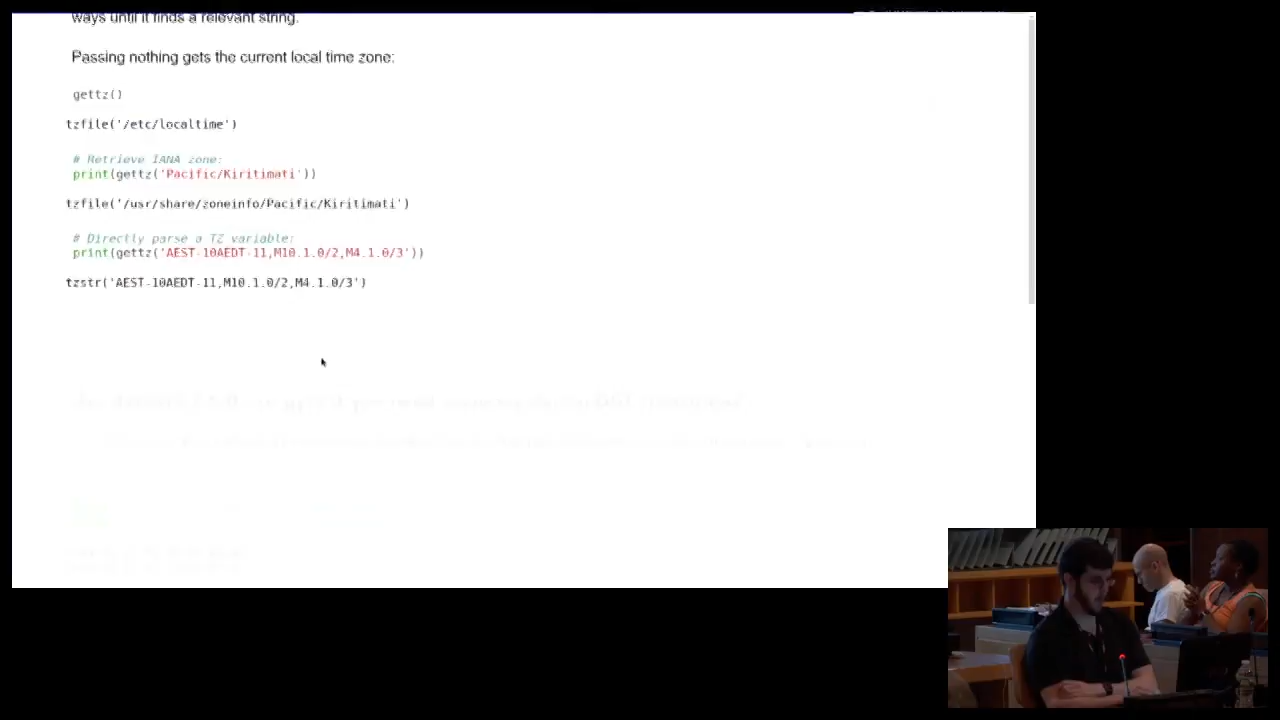 ways until it finds a relevant string.
Passing nothing gets the current local time zone:
gettz()
tzfile('/etc/localtime')
# Retrieve IANA zone:
print(gettz('Pacific/Kiritimati'))
tzfile('/usr/share/zoneinfo/Pacific/Kiritimati')
# Directly parse a TZ variable:
print(gettz('AEST-10AEDT-11,M10.1.0/2,M4.1.0/3'))
tzstr('AEST-10AEDT-11,M10.1.0/2,M4.1.0/3')